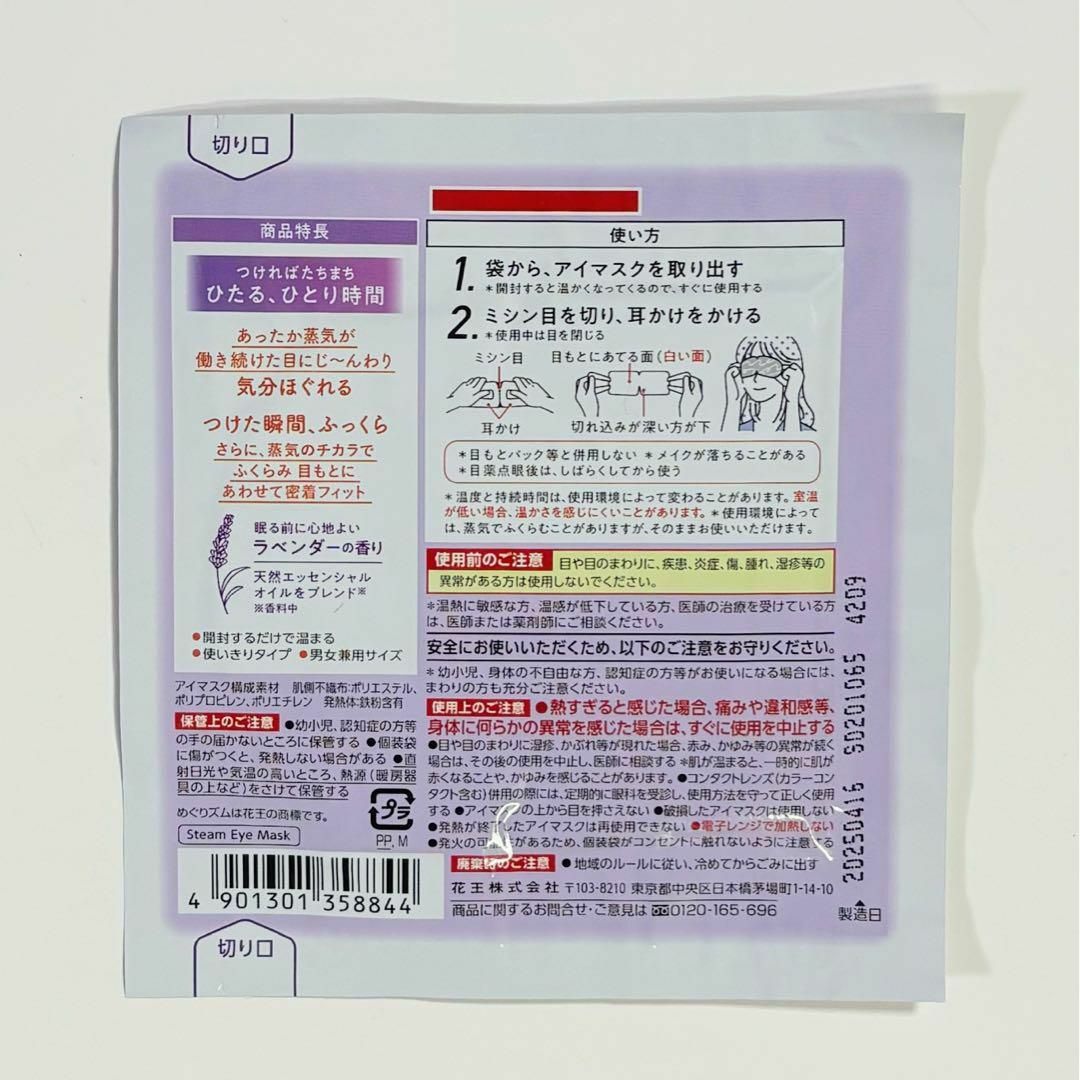 切り口
商品特長
つければたちまち
ひたる、ひとり時間
あったか蒸気が
働き続けた目にじ〜んわり
気分ほぐれる
つけた瞬間、ふっくら
さらに、蒸気のチカラで
ふくらみ 目もとに
あわせて密着フィット
眠る前に心地よい
ラベンダーの香り
天然エッセンシャル
オイルをブレンド※
※香料中
●開封するだけで温まる
●使いきりタイプ ●男女兼用サイズ
アイマスク構成素材 肌側不織布:ポリエステル、
ポリプロピレン、ポリエチレン 発熱体:鉄粉含有
保管上のご注意 ●幼小児、認知症の方等
の手の届かないところに保管する ●個装袋
に傷がつくと、発熱しない場合がある ●直
射日光や気温の高いところ、熱源(暖房器
具の上など)をさけて保管する
めぐりズムは花王の商標です。
Steam Eye Mask
プラ
PP, M
4 901301 358844
使い方
1. 袋から、アイマスクを取り出す
＊開封すると温かくなってくるので、すぐに使用する
2. ミシン目を切り、耳かけをかける
＊使用中は目を閉じる
ミシン目 目もとにあてる面(白い面)
耳かけ 切れ込みが深い方が下
＊目もとパック等と併用しない ＊メイクが落ちることがある
＊目薬点眼後は、しばらくしてから使う
＊温度と持続時間は、使用環境によって変わることがあります。室温
が低い場合、温かさを感じにくいことがあります。＊使用環境によって
は、蒸気でふくらむことがありますが、そのままお使いいただけます。
使用前のご注意 目や目のまわりに、疾患、炎症、傷、腫れ、湿疹等の
異常がある方は使用しないでください。
＊温熱に敏感な方、温感が低下している方、医師の治療を受けている方
は、医師または薬剤師にご相談ください。
安全にお使いいただくため、以下のご注意をお守りください。
＊幼小児、身体の不自由な方、認知症の方等がお使いになる場合には、
まわりの方も充分ご注意ください。
使用上のご注意 ●熱すぎると感じた場合、痛みや違和感等、
身体に何らかの異常を感じた場合は、すぐに使用を中止する
●目や目のまわりに湿疹、かぶれ等が現れた場合、赤み、かゆみ等の異常が続く
場合は、その後の使用を中止し、医師に相談する ＊肌が温まると、一時的に肌が
赤くなることや、かゆみを感じることがあります。●コンタクトレンズ(カラーコン
タクト含む)併用の際には、定期的に眼科を受診し、使用方法を守って正しく使用
する ●アイマスクの上から目を押さえない ●破損したアイマスクは使用しない
●発熱が終了したアイマスクは再使用できない ●電子レンジで加熱しない
●発火の可能性があるため、個装袋がコンセントに触れないように注意する
廃棄時のご注意 ●地域のルールに従い、冷めてからごみに出す
花王株式会社 〒103-8210 東京都中央区日本橋茅場町1-14-10
商品に関するお問合せ・ご意見は 0120-165-696
20250416 S0201065 4209
製造日
切り口